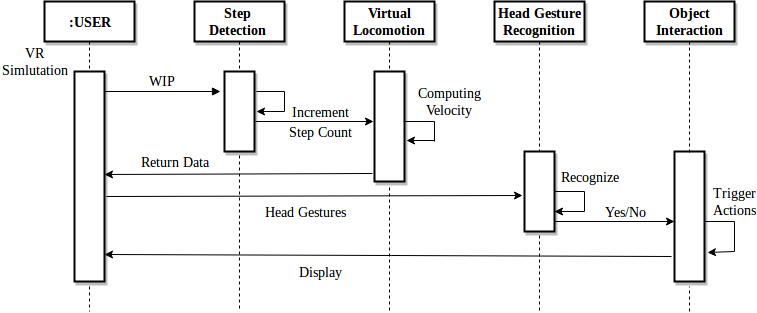 :USER
Step
Detection
Virtual
Locomotion
Head Gesture
Recognition
Object
Interaction
VR
Simlutation
WIP
Increment
Step Count
Computing
Velocity
Return Data
Recognize
Head Gestures
Yes/No
Trigger
Actions
Display